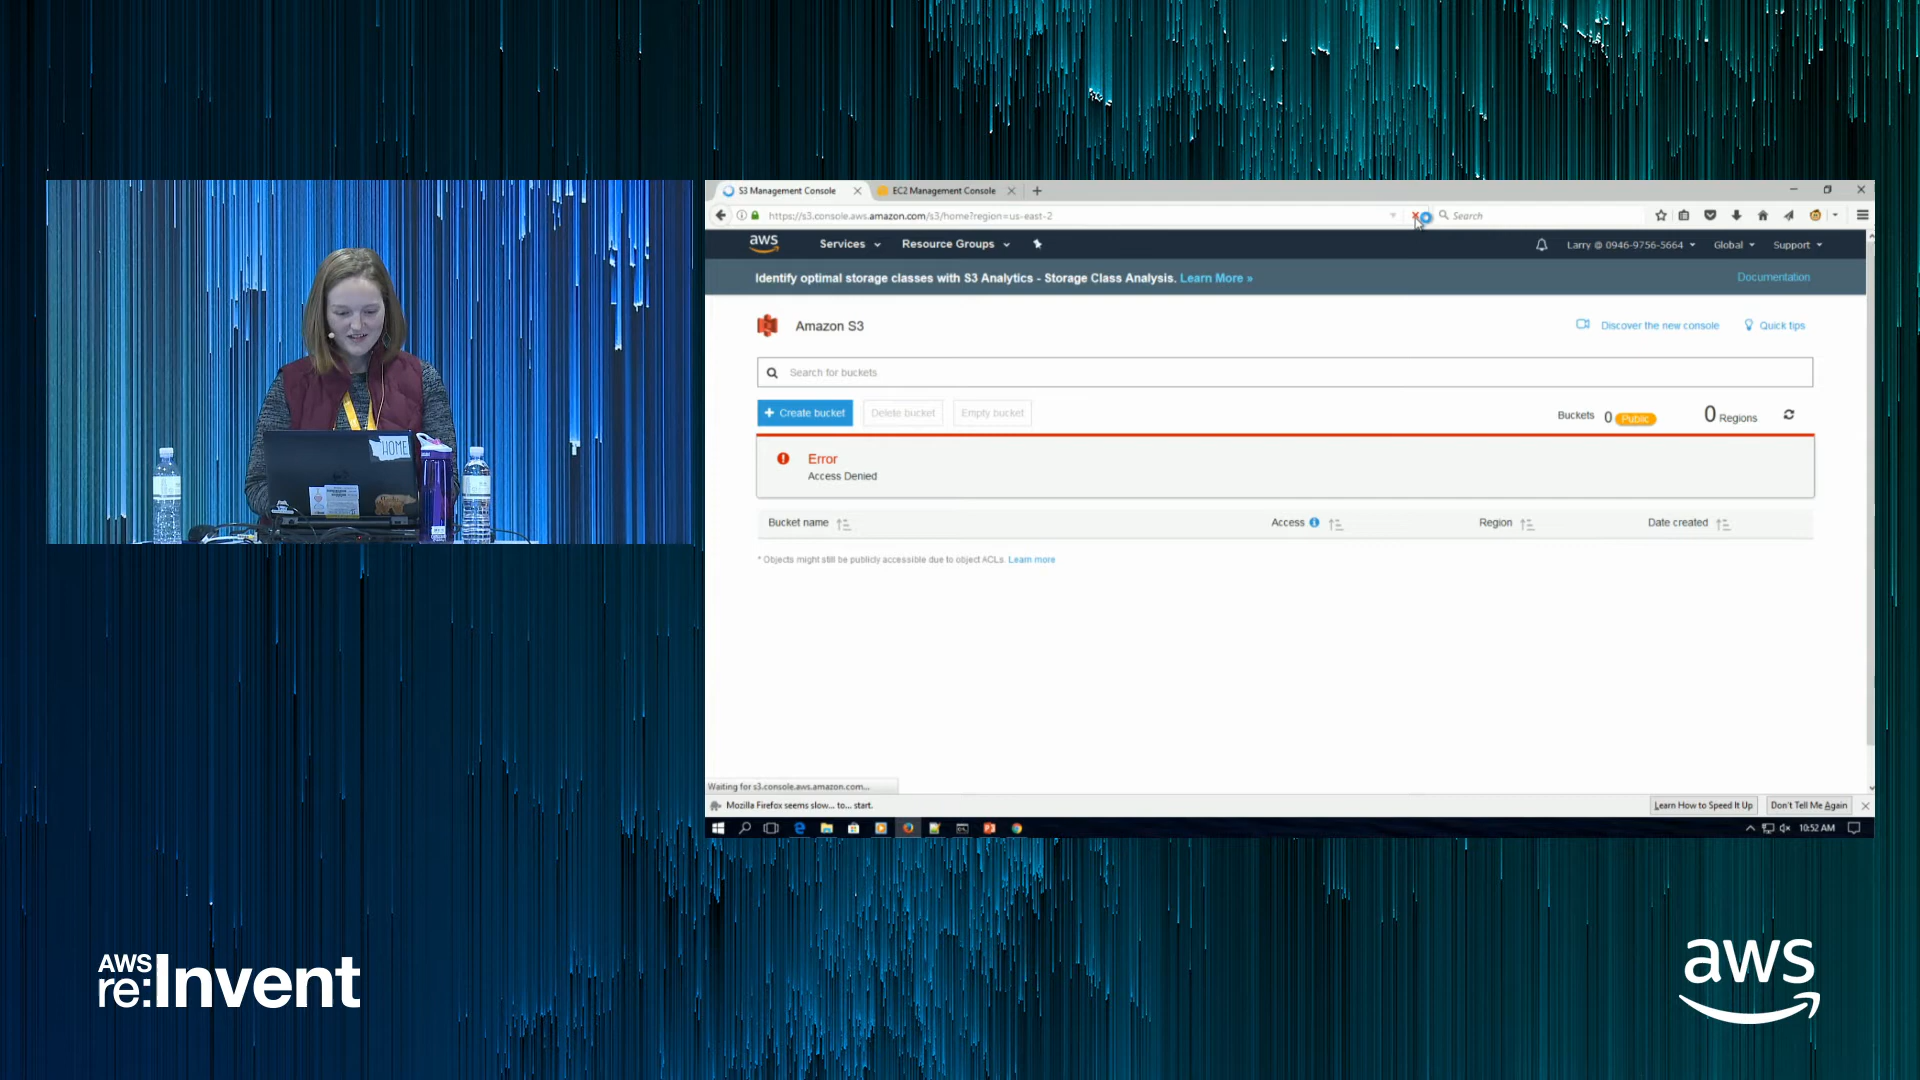 S3 Management Console
EC2 Management Console
https://s3.console.aws.amazon.com/s3/home?region=us-east-2
Search
aws
Services
Resource Groups
Larry @ 0946-9756-5664
Global
Support
Identify optimal storage classes with S3 Analytics - Storage Class Analysis. Learn More »
Documentation
Amazon S3
Discover the new console
Quick tips
Search for buckets
Create bucket
Delete bucket
Empty bucket
Buckets 0 Public
0 Regions
Error
Access Denied
Bucket name
Access
Region
Date created
* Objects might still be publicly accessible due to object ACLs. Learn more
Waiting for s3.console.aws.amazon.com...
Mozilla Firefox seems slow... to... start.
Learn How to Speed It Up
Don't Tell Me Again
10:52 AM
HOME
AWS
re:Invent
aws